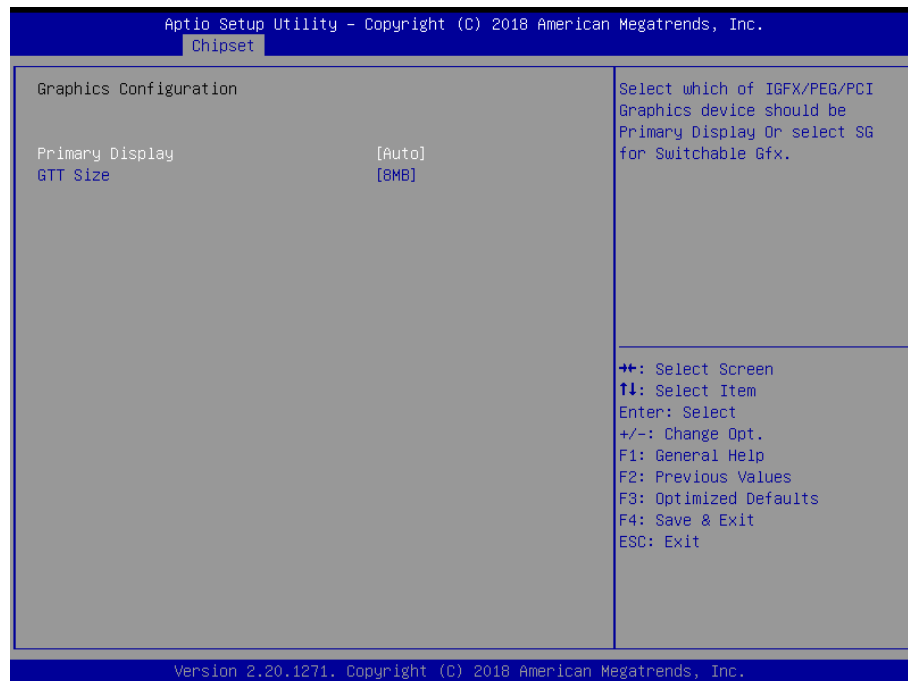 Aptio Setup Utility – Copyright (C) 2018 American Megatrends, Inc.
Chipset
Graphics Configuration
Primary Display [Auto]
GTT Size [8MB]
Select which of IGFX/PEG/PCI
Graphics device should be
Primary Display Or select SG
for Switchable Gfx.
→←: Select Screen
↑↓: Select Item
Enter: Select
+/-: Change Opt.
F1: General Help
F2: Previous Values
F3: Optimized Defaults
F4: Save & Exit
ESC: Exit
Version 2.20.1271. Copyright (C) 2018 American Megatrends, Inc.